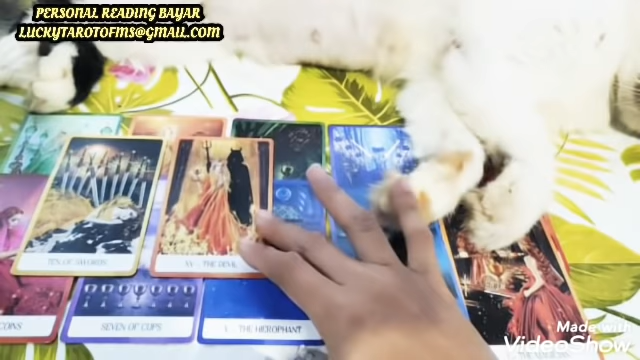 PERSONAL READING BAYAR
LUCKYTAROTOFMS@GMAIL.COM
TEN OF SWORDS
XV - THE DEVIL
COINS
SEVEN OF CUPS
THE HIEROPHANT
Made with
VideoShow